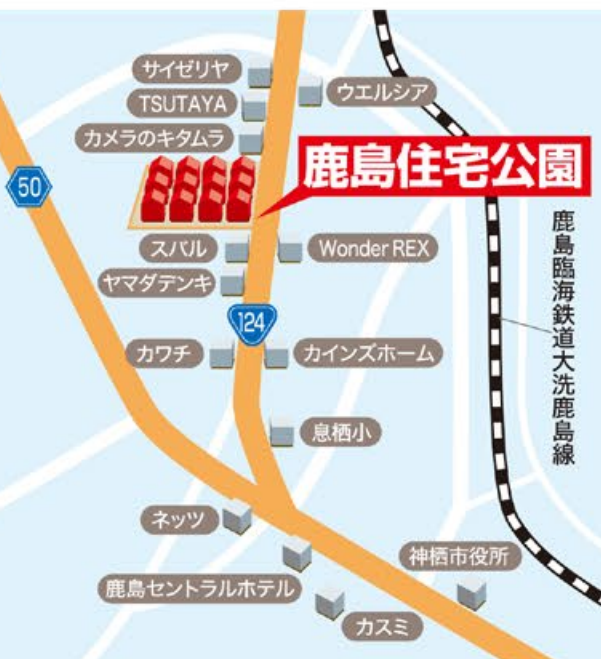 サイゼリヤ
ウエルシア
TSUTAYA
カメラのキタムラ
鹿島住宅公園
50
スバル
Wonder REX
ヤマダデンキ
124
カワチ
カインズホーム
鹿島臨海鉄道大洗鹿島線
息栖小
ネッツ
神栖市役所
鹿島セントラルホテル
カスミ